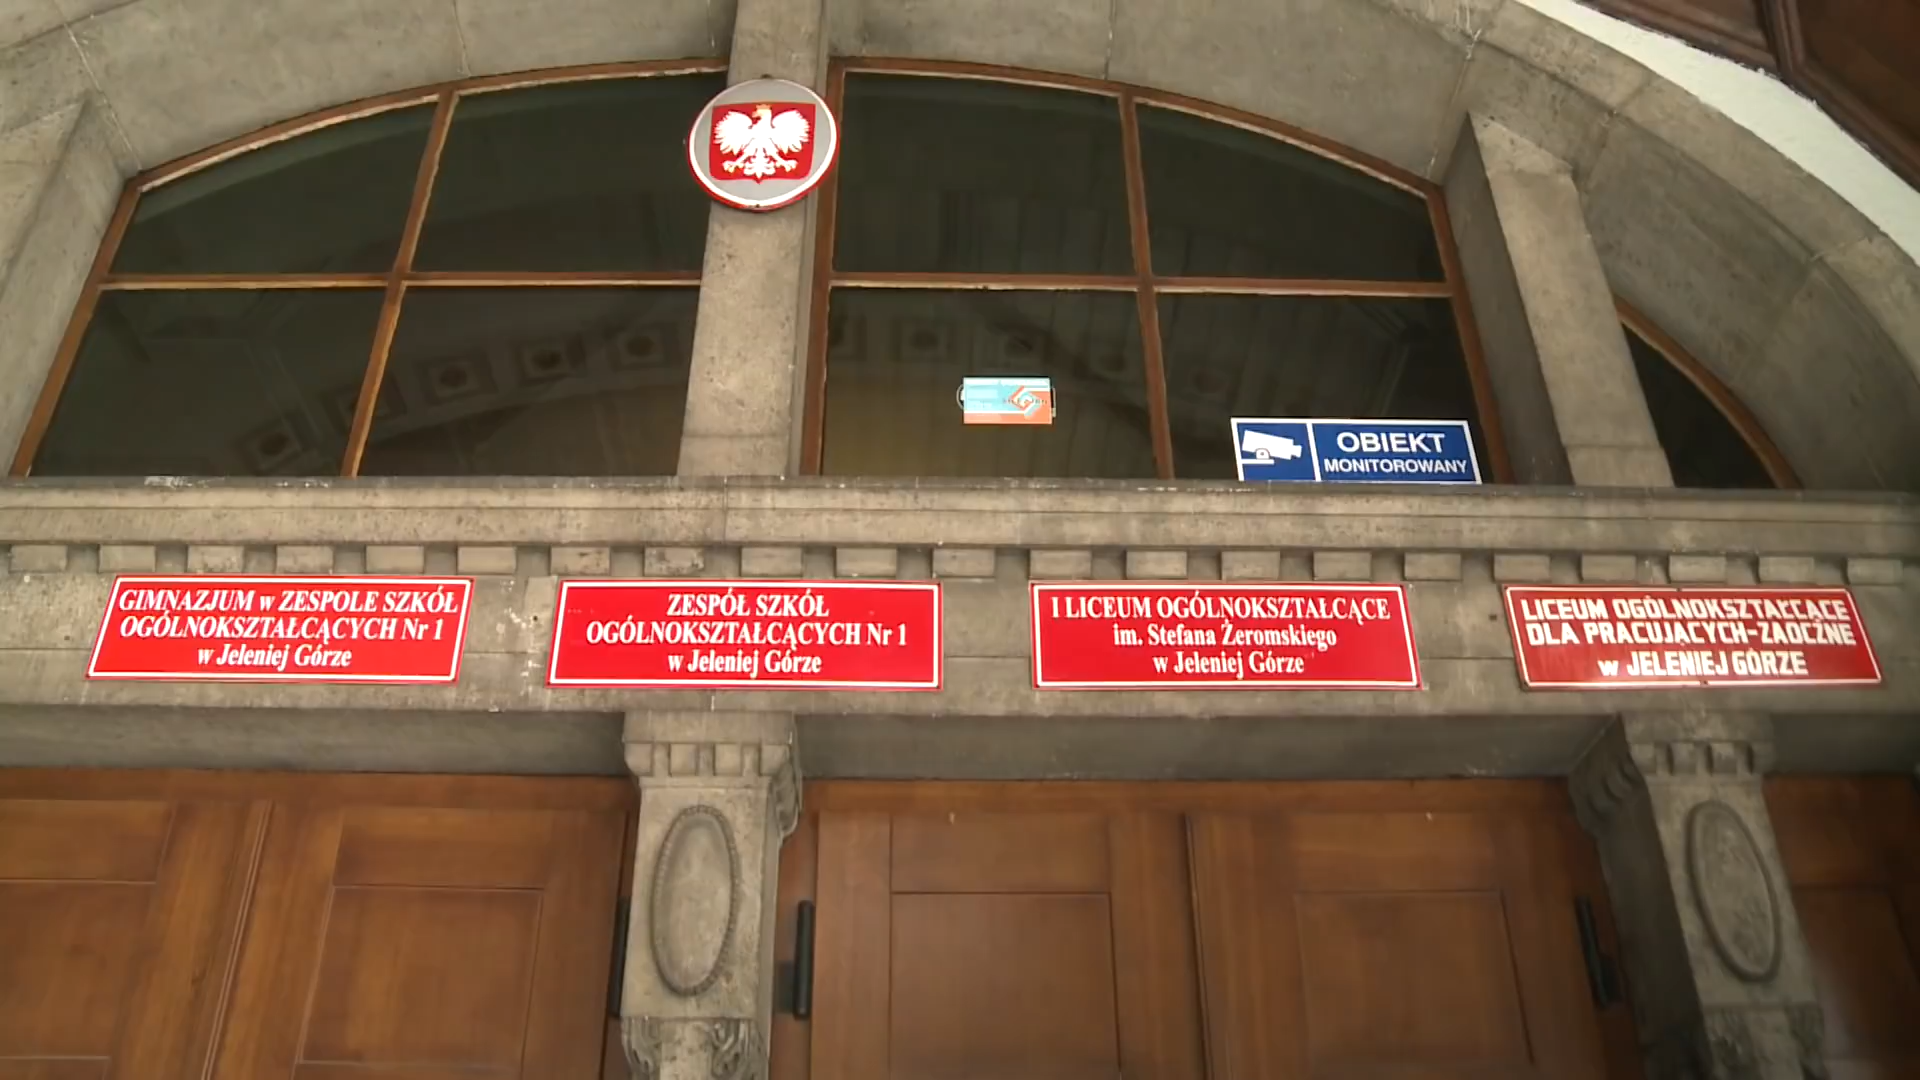 OBIEKT
MONITOROWANY
GIMNAZJUM w ZESPOLE SZKÓŁ
OGÓLNOKSZTAŁCĄCYCH Nr 1
w Jeleniej Górze
ZESPÓŁ SZKÓŁ
OGÓLNOKSZTAŁCĄCYCH Nr 1
w Jeleniej Górze
I LICEUM OGÓLNOKSZTAŁCĄCE
im. Stefana Żeromskiego
w Jeleniej Górze
LICEUM OGÓLNOKSZTAŁCĄCE
DLA PRACUJĄCYCH-ZAOCZNE
w JELENIEJ GÓRZE